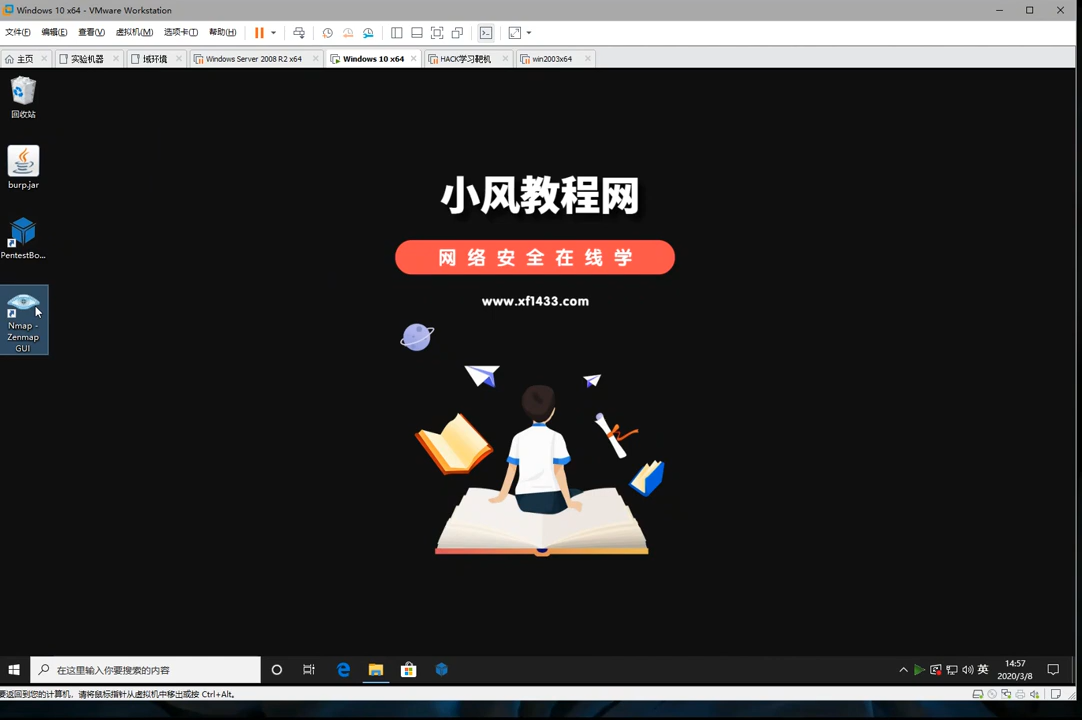 Windows 10 x64 - VMware Workstation
文件(F) 编辑(E) 查看(V) 虚拟机(M) 选项卡(T) 帮助(H)
主页 实验机器 域环境 Windows Server 2008 R2 x64 Windows 10 x64 HACK学习靶机 win2003x64
回收站
burp.jar
PentestBo...
Nmap -
Zenmap
GUI
小风教程网
网络安全在线学
www.xf1433.com
在这里输入你要搜索的内容
英
14:57
2020/3/8
要返回到您的计算机，请将鼠标指针从虚拟机中移出或按 Ctrl+Alt。